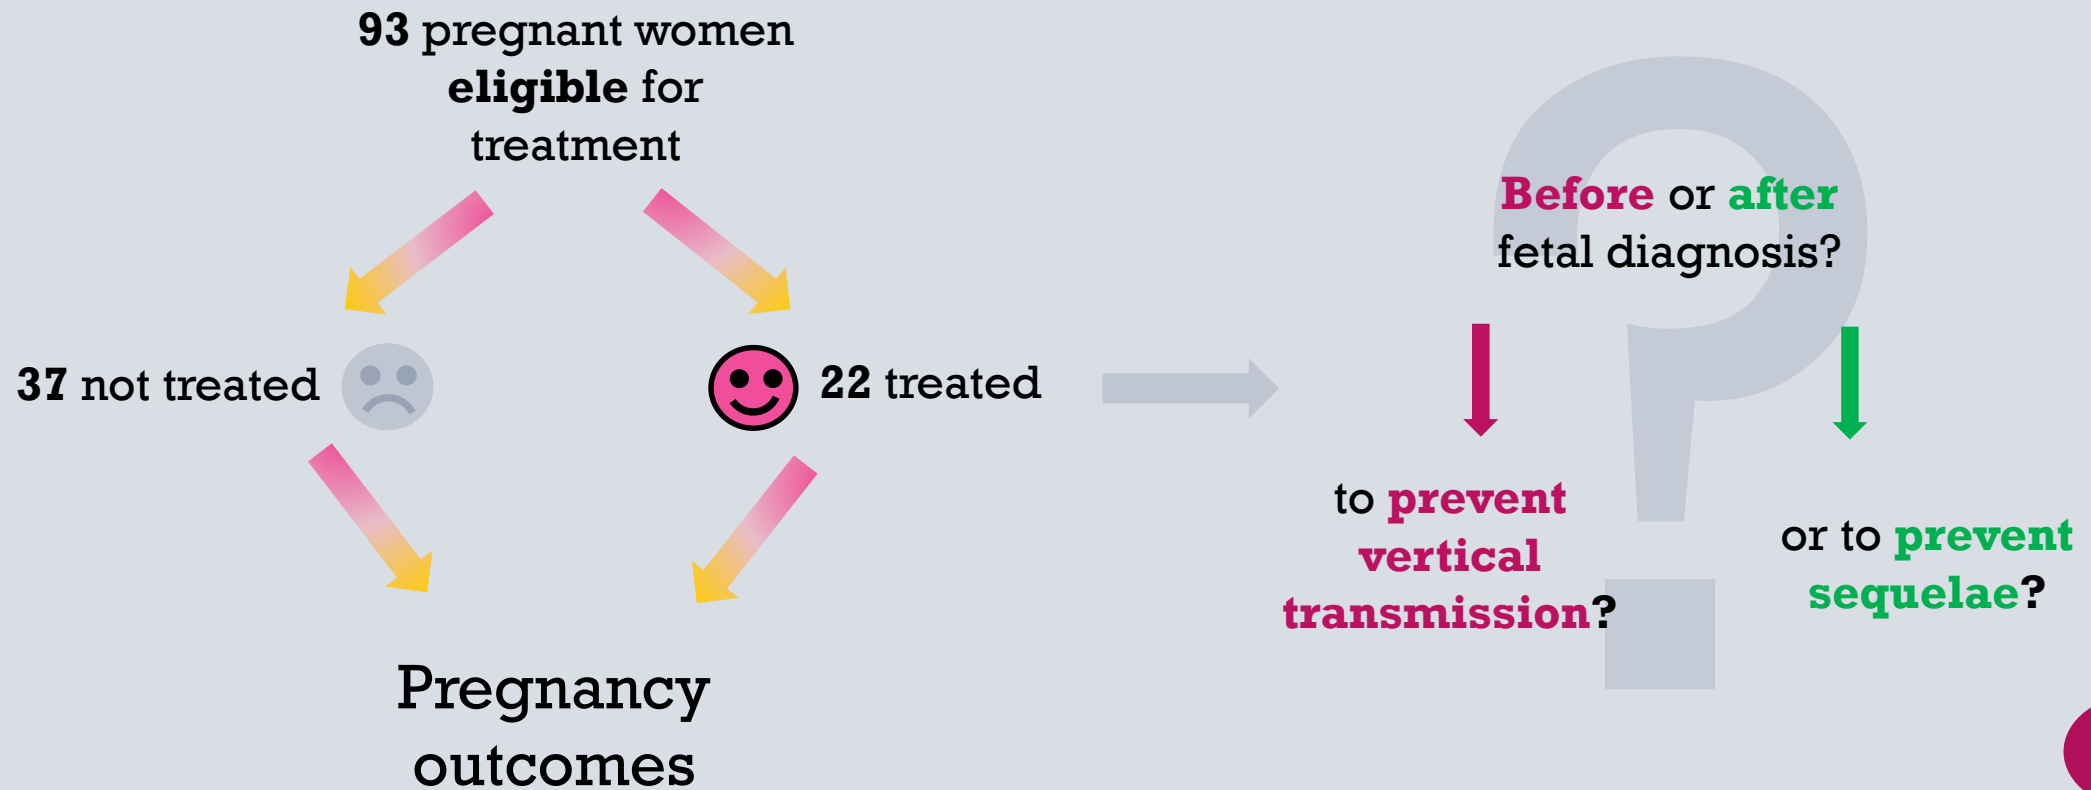 93 pregnant women
eligible for
treatment
37 not treated
22 treated
Pregnancy
outcomes
Before or after
fetal diagnosis?
to prevent
vertical
transmission?
or to prevent
sequelae?